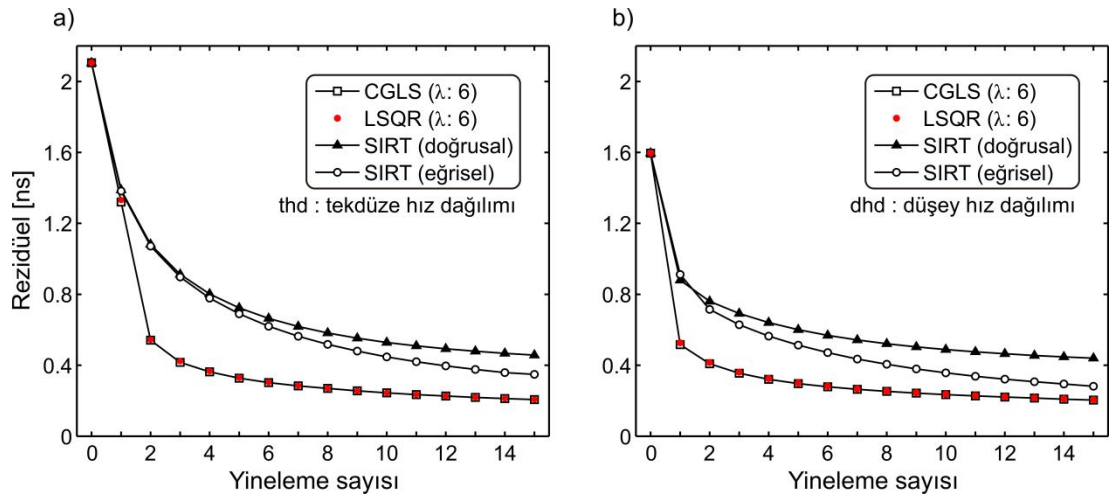 a)
Rezidüel [ns]
2
1.6
1.2
0.8
0.4
0
0 2 4 6 8 10 12 14
Yineleme sayısı
CGLS (λ: 6)
LSQR (λ: 6)
SIRT (doğrusal)
SIRT (eğrisel)
thd : tekdüze hız dağılımı
b)
2
1.6
1.2
0.8
0.4
0
0 2 4 6 8 10 12 14
Yineleme sayısı
CGLS (λ: 6)
LSQR (λ: 6)
SIRT (doğrusal)
SIRT (eğrisel)
dhd : düşey hız dağılımı